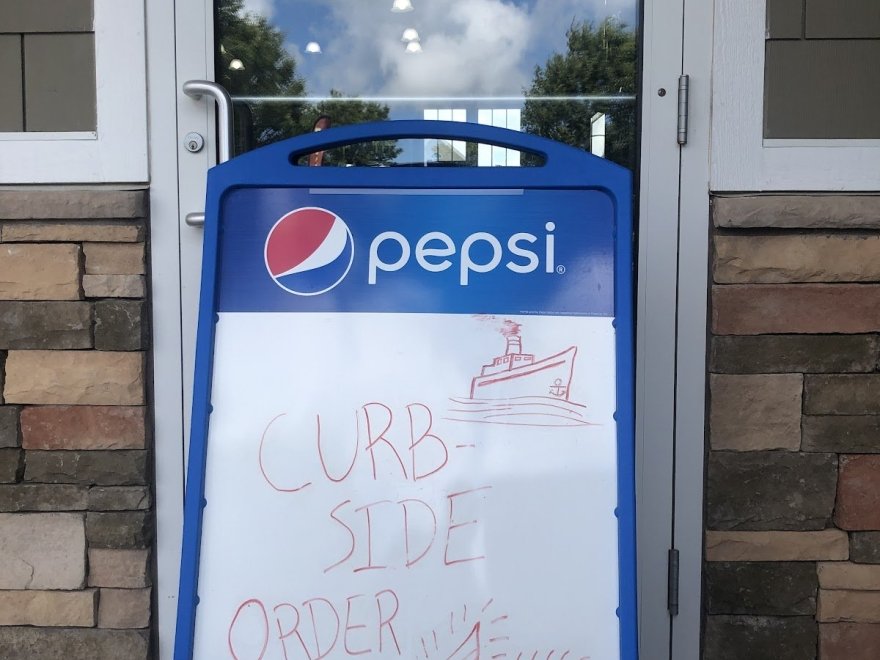 pepsi®
CURB-
SIDE
ORDER